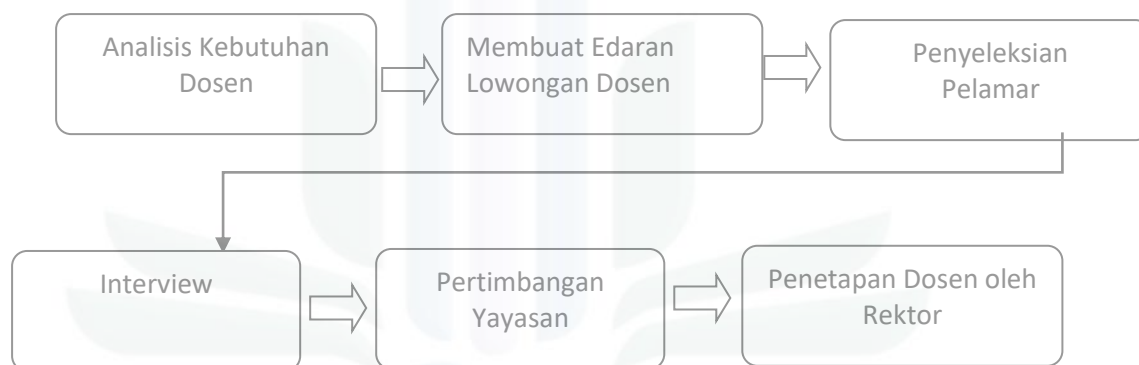 Analisis Kebutuhan
Dosen
Membuat Edaran
Lowongan Dosen
Penyeleksian
Pelamar
Interview
Pertimbangan
Yayasan
Penetapan Dosen oleh
Rektor